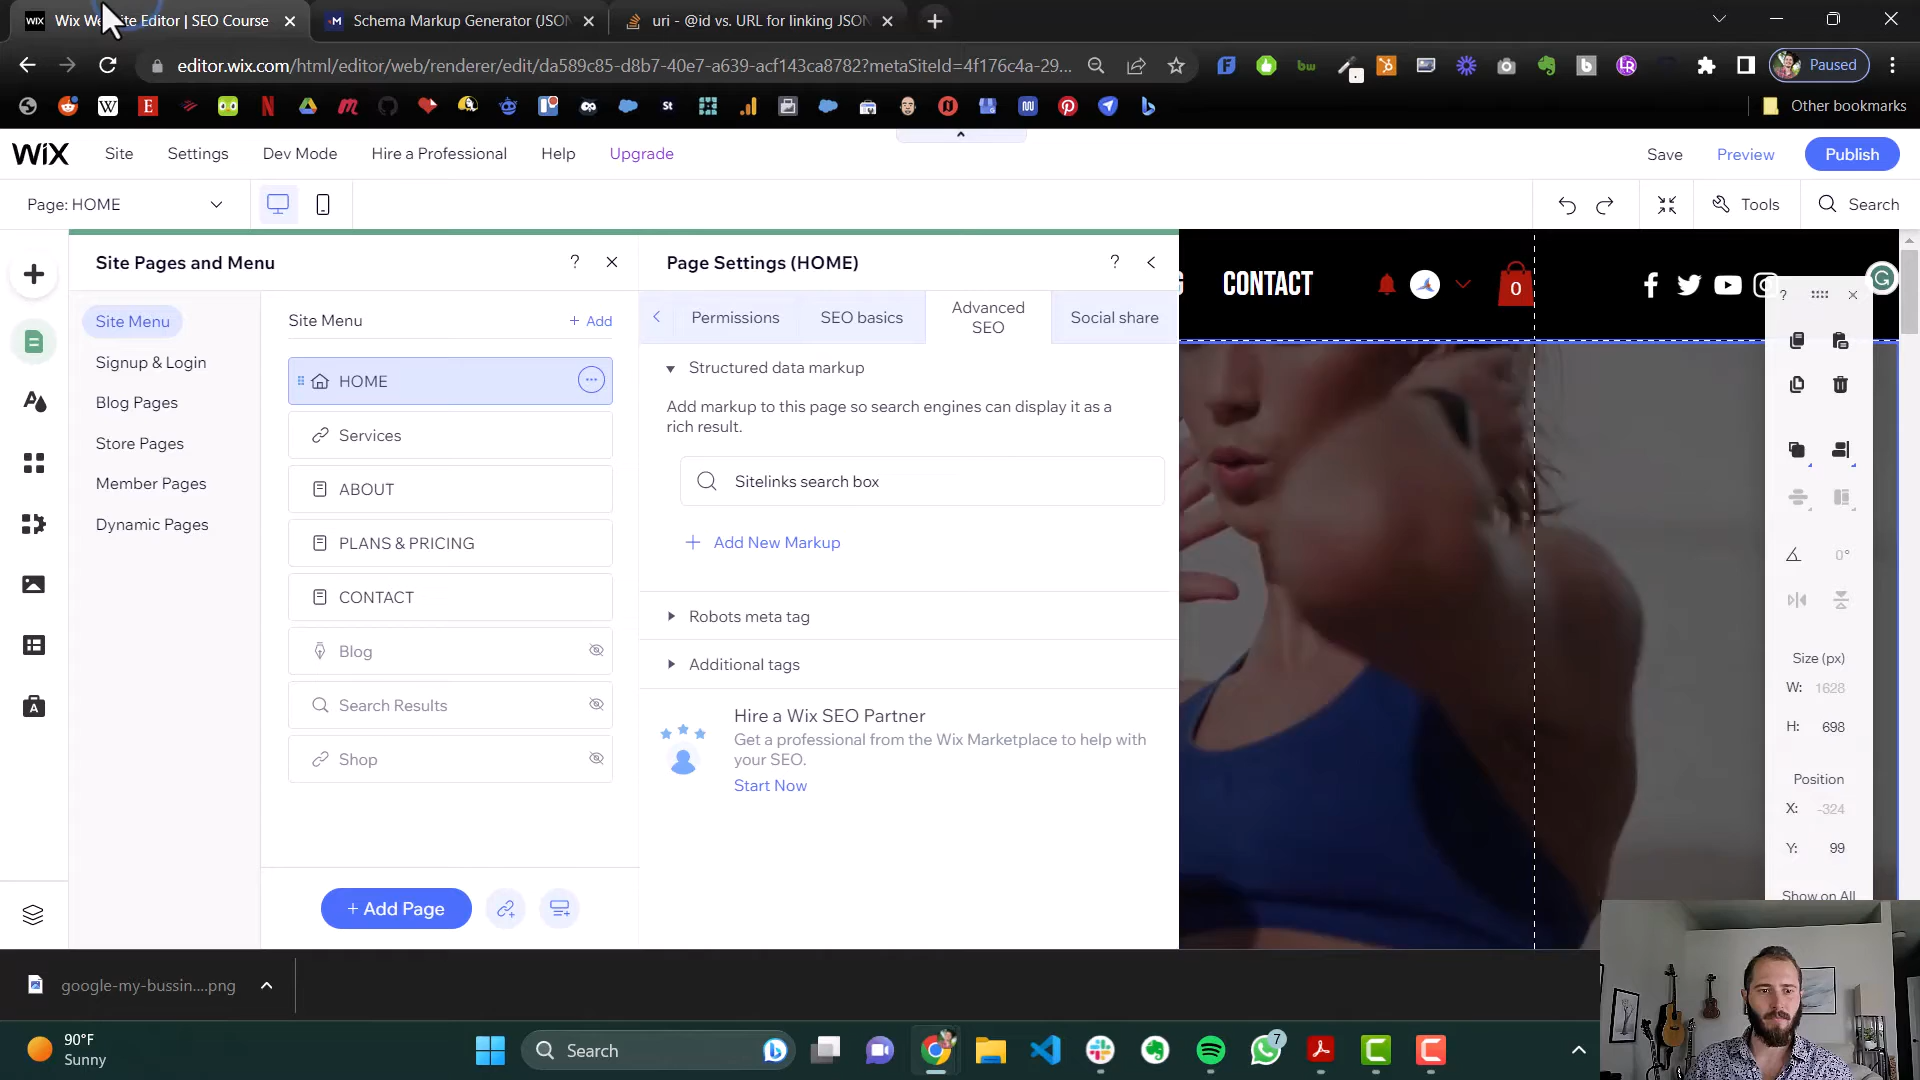 Wix Website Editor | SEO Course
Schema Markup Generator (JSON
uri - @id vs. URL for linking JSON
editor.wix.com/html/editor/web/renderer/edit/da589c85-d8b7-40e7-a639-acf143ca8782?metaSiteId=4f176c4a-29...
Paused
Other bookmarks
WiX
Site
Settings
Dev Mode
Hire a Professional
Help
Upgrade
Save
Preview
Publish
Page: HOME
Tools
Search
Site Pages and Menu
?
Page Settings (HOME)
?
CONTACT
0
?
Site Menu
Signup & Login
Blog Pages
Store Pages
Member Pages
Dynamic Pages
Site Menu
+ Add
HOME
Services
ABOUT
PLANS & PRICING
CONTACT
Blog
Search Results
Shop
+ Add Page
Permissions
SEO basics
Advanced
SEO
Social share
Structured data markup
Add markup to this page so search engines can display it as a
rich result.
Sitelinks search box
+ Add New Markup
Robots meta tag
Additional tags
Hire a Wix SEO Partner
Get a professional from the Wix Marketplace to help with
your SEO.
Start Now
0°
Size (px)
W: 1628
H: 698
Position
X: -324
Y: 99
Show on All
google-my-bussin....png
90°F
Sunny
Search
7